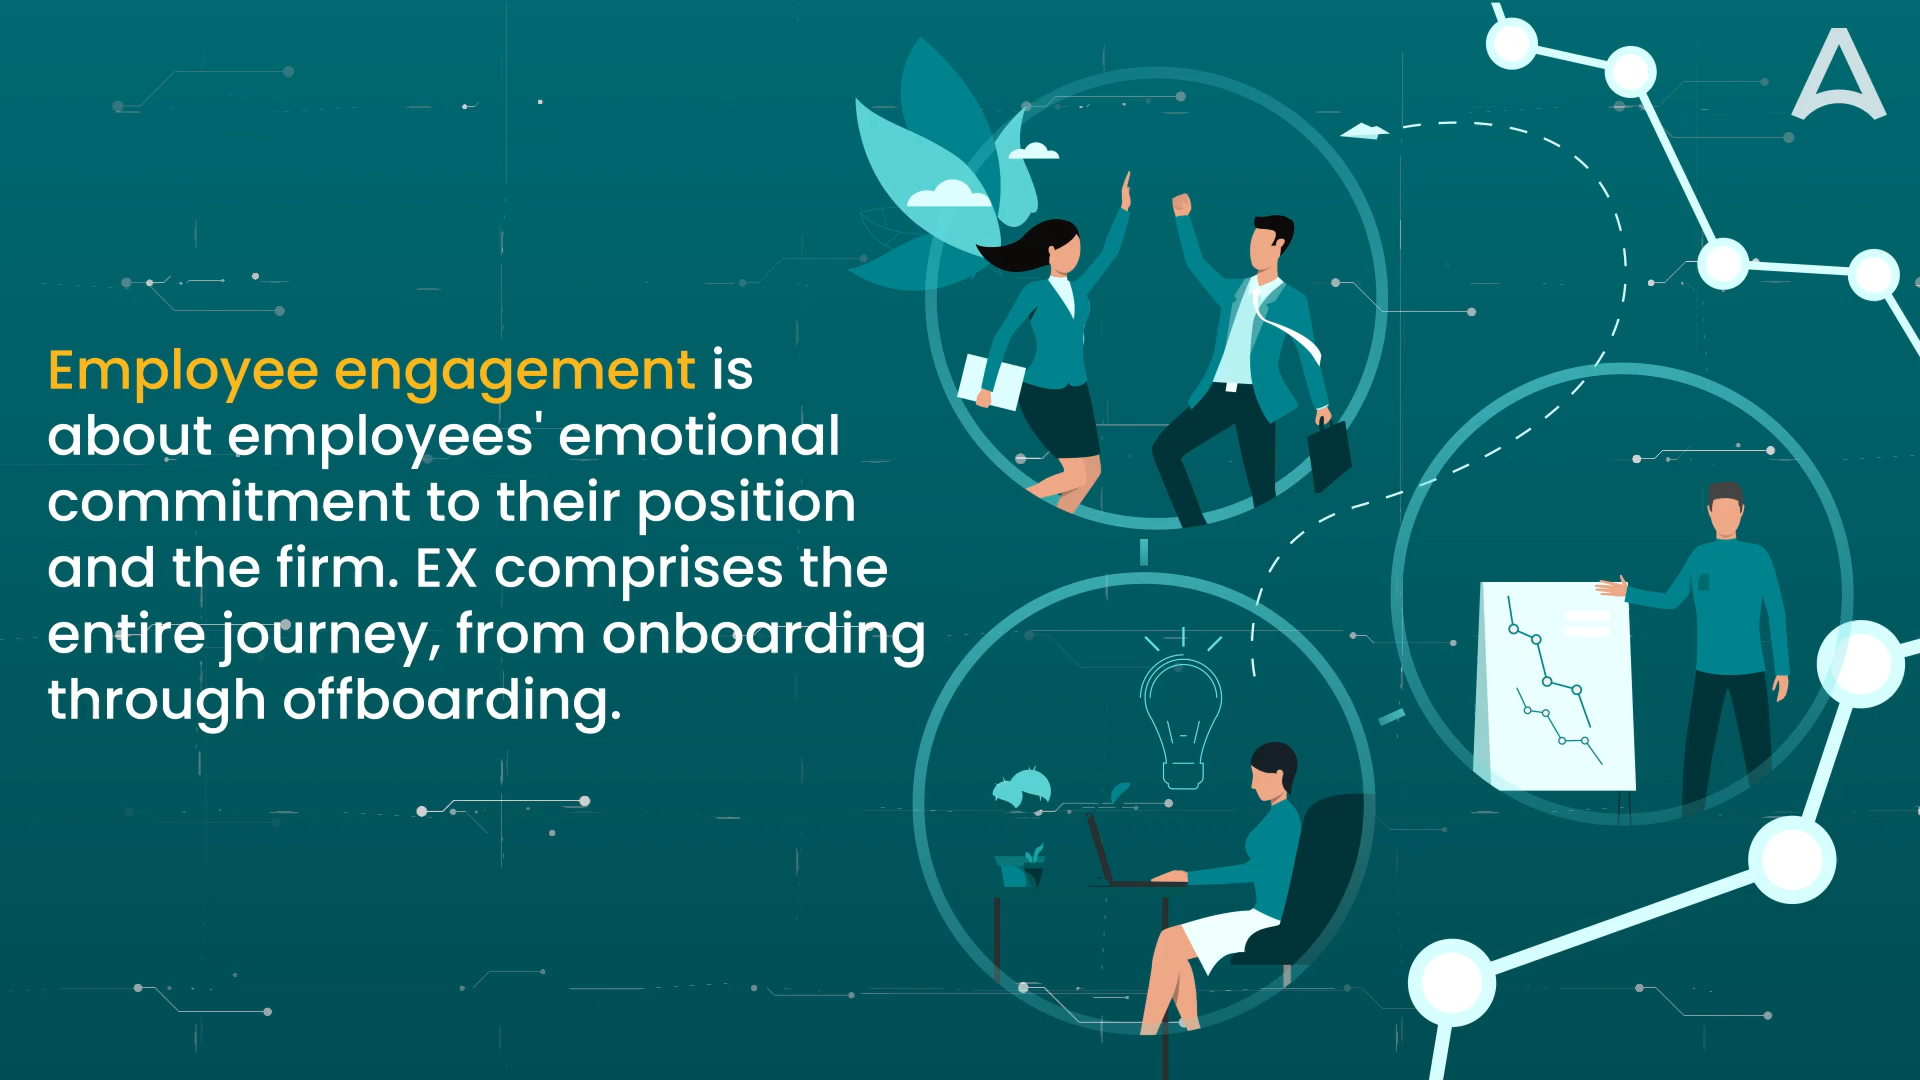 Employee engagement is
about employees' emotional
commitment to their position
and the firm. EX comprises the
entire journey, from onboarding
through offboarding.